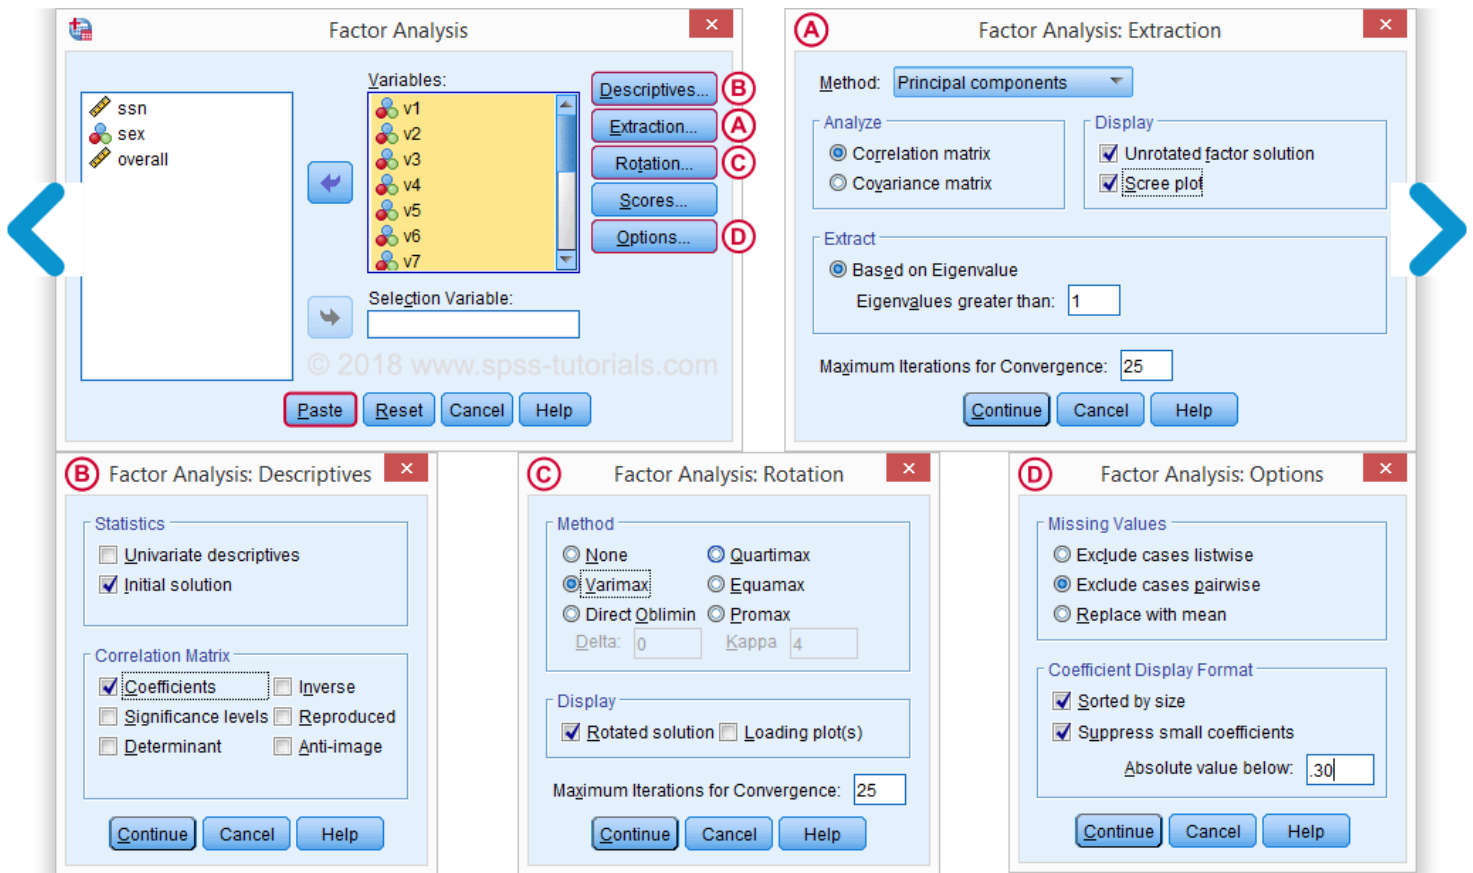 Factor Analysis
Variables:
ssn
sex
overall
v1
v2
v3
v4
v5
v6
v7
Descriptives... B
Extraction... A
Rotation... C
Scores...
Options... D
Selection Variable:
© 2018 www.spss-tutorials.com
Paste Reset Cancel Help
A Factor Analysis: Extraction
Method: Principal components
Analyze
Correlation matrix
Covariance matrix
Display
Unrotated factor solution
Scree plot
Extract
Based on Eigenvalue
Eigenvalues greater than: 1
Maximum Iterations for Convergence: 25
Continue Cancel Help
B Factor Analysis: Descriptives
Statistics
Univariate descriptives
Initial solution
Correlation Matrix
Coefficients Inverse
Significance levels Reproduced
Determinant Anti-image
Continue Cancel Help
C Factor Analysis: Rotation
Method
None Quartimax
Varimax Equamax
Direct Oblimin Promax
Delta: 0 Kappa 4
Display
Rotated solution Loading plot(s)
Maximum Iterations for Convergence: 25
Continue Cancel Help
D Factor Analysis: Options
Missing Values
Exclude cases listwise
Exclude cases pairwise
Replace with mean
Coefficient Display Format
Sorted by size
Suppress small coefficients
Absolute value below: .30
Continue Cancel Help